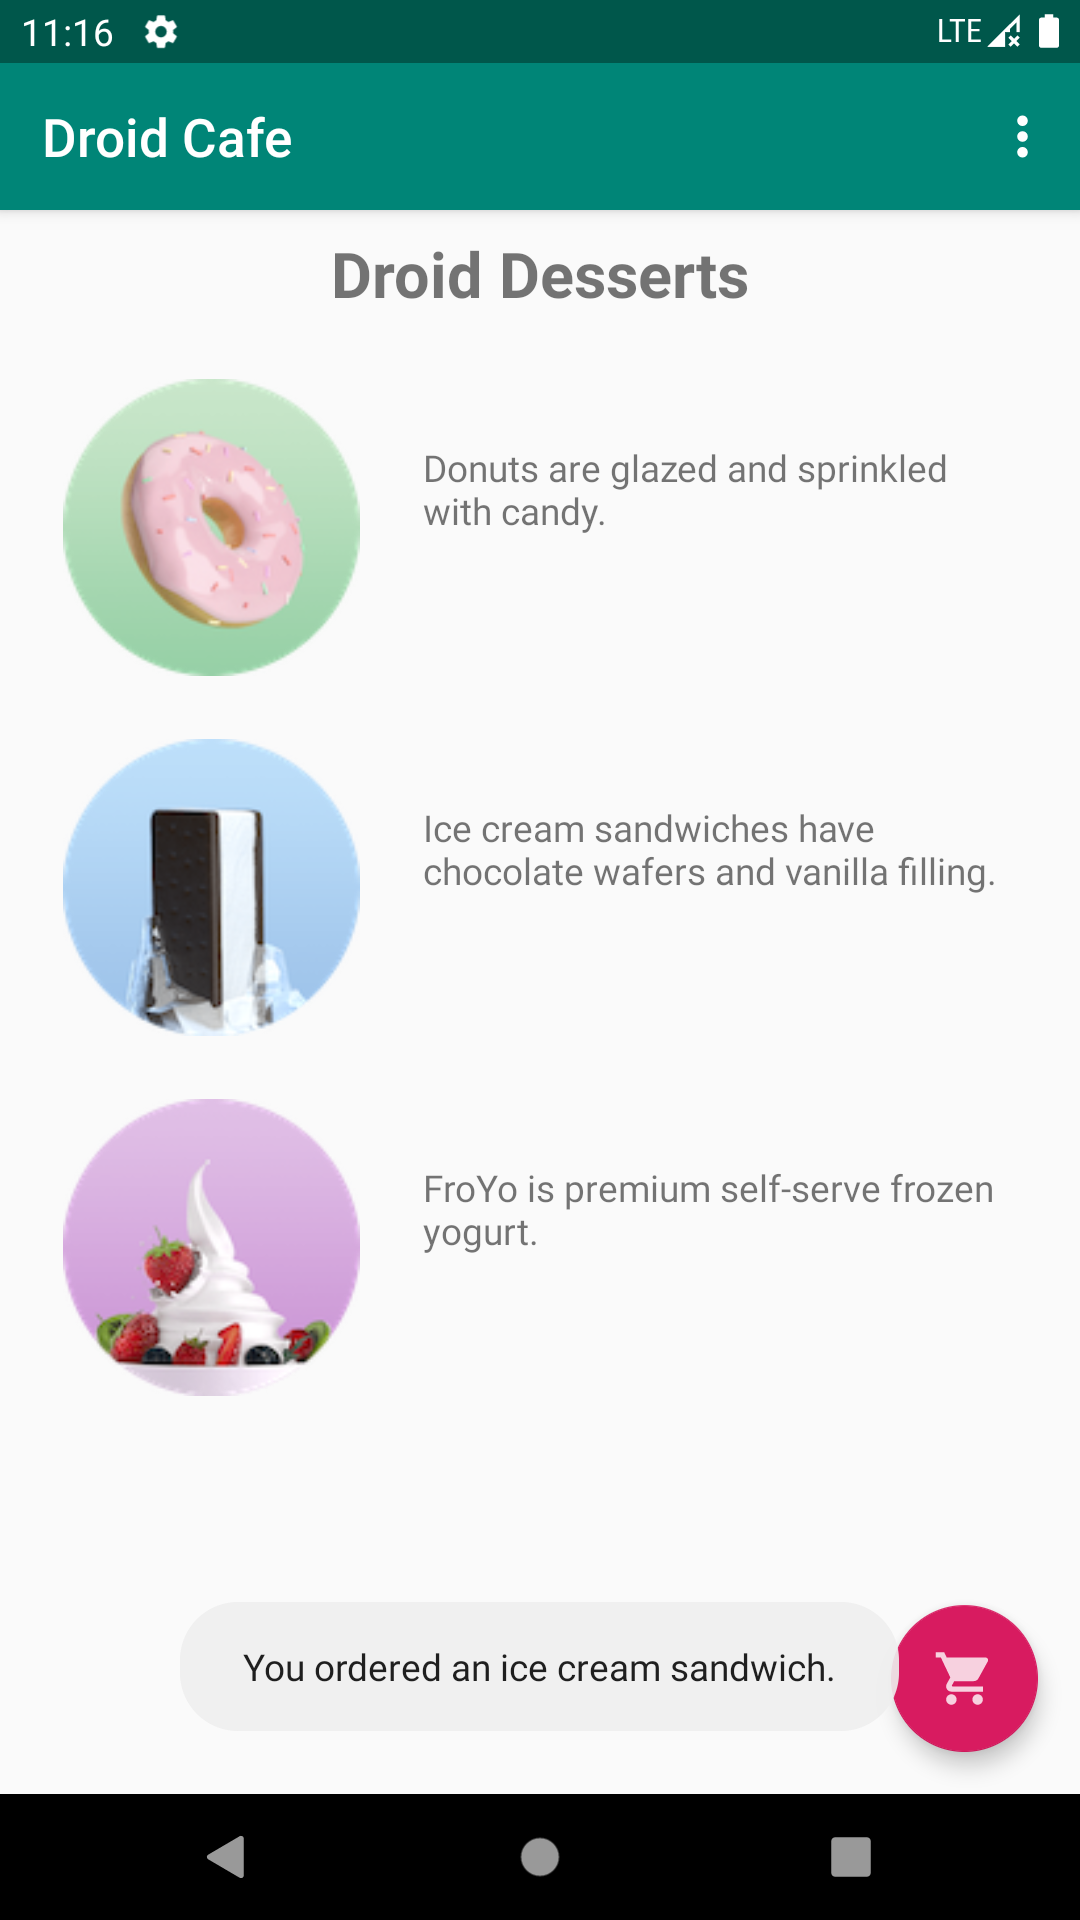 11:16
LTE
Droid Cafe
Droid Desserts
Donuts are glazed and sprinkled
with candy.
Ice cream sandwiches have
chocolate wafers and vanilla filling.
FroYo is premium self-serve frozen
yogurt.
You ordered an ice cream sandwich.